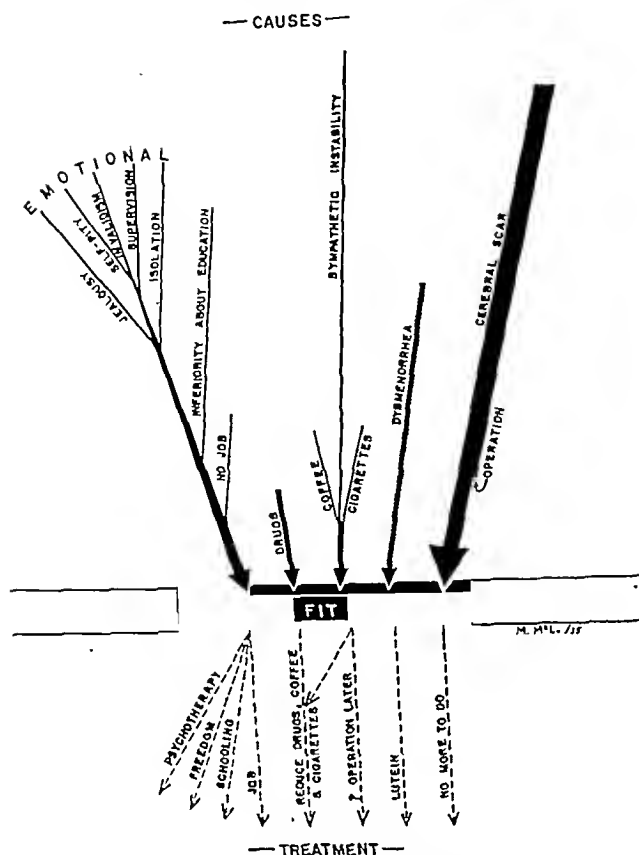 — CAUSES —
EMOTIONAL
JEALOUSY
SELF-PITY
INVALIDISM
SUPERVISION
ISOLATION
INFERIORITY ABOUT EDUCATION
NO JOB
DRUGS
COFFEE
SYMPATHETIC INSTABILITY
CIGARETTES
DYSMENORRHEA
CEREBRAL SCAR
OPERATION
FIT
M. McL. /35
PSYCHOTHERAPY
FREEDOM
SCHOOLING
JOB
REDUCE DRUGS, COFFEE
& CIGARETTES
? OPERATION LATER
LUTEIN
NO MORE TO DO
— TREATMENT —